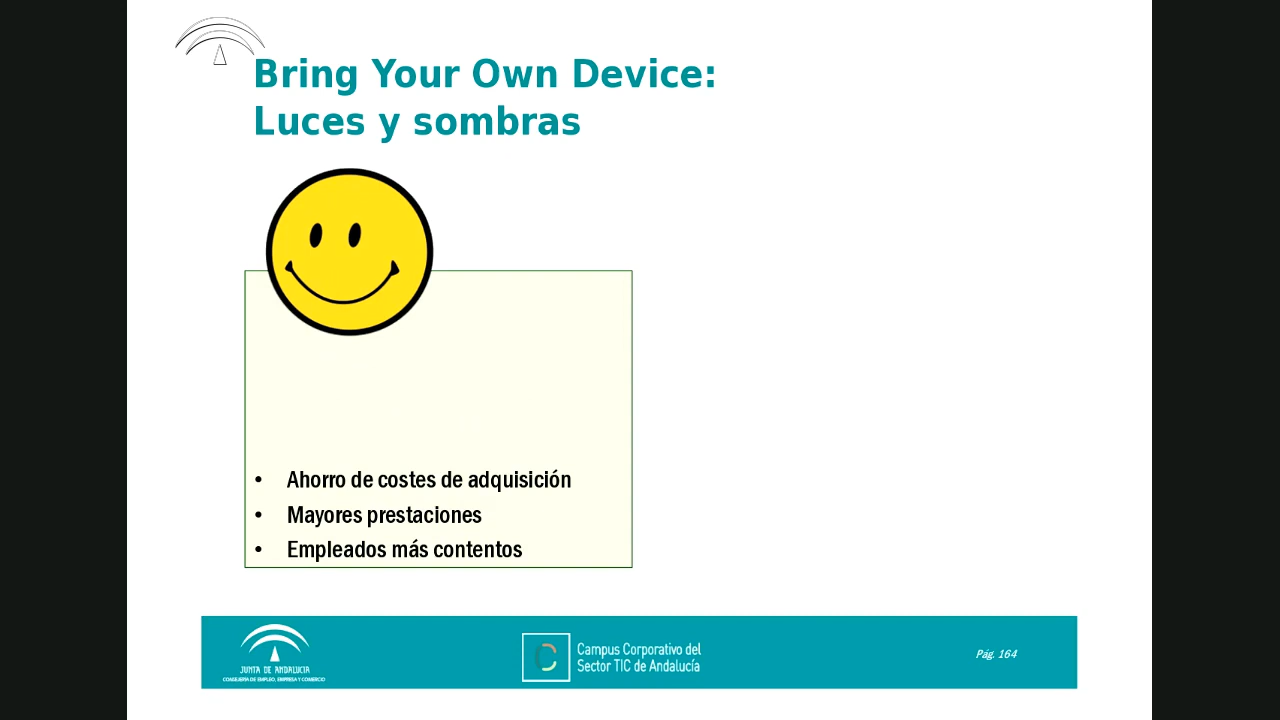 Bring Your Own Device:
Luces y sombras
• Ahorro de costes de adquisición
• Mayores prestaciones
• Empleados más contentos
JUNTA DE ANDALUCIA
CONSEJERÍA DE EMPLEO, EMPRESA Y COMERCIO
Campus Corporativo del
Sector TIC de Andalucía
Pág. 164